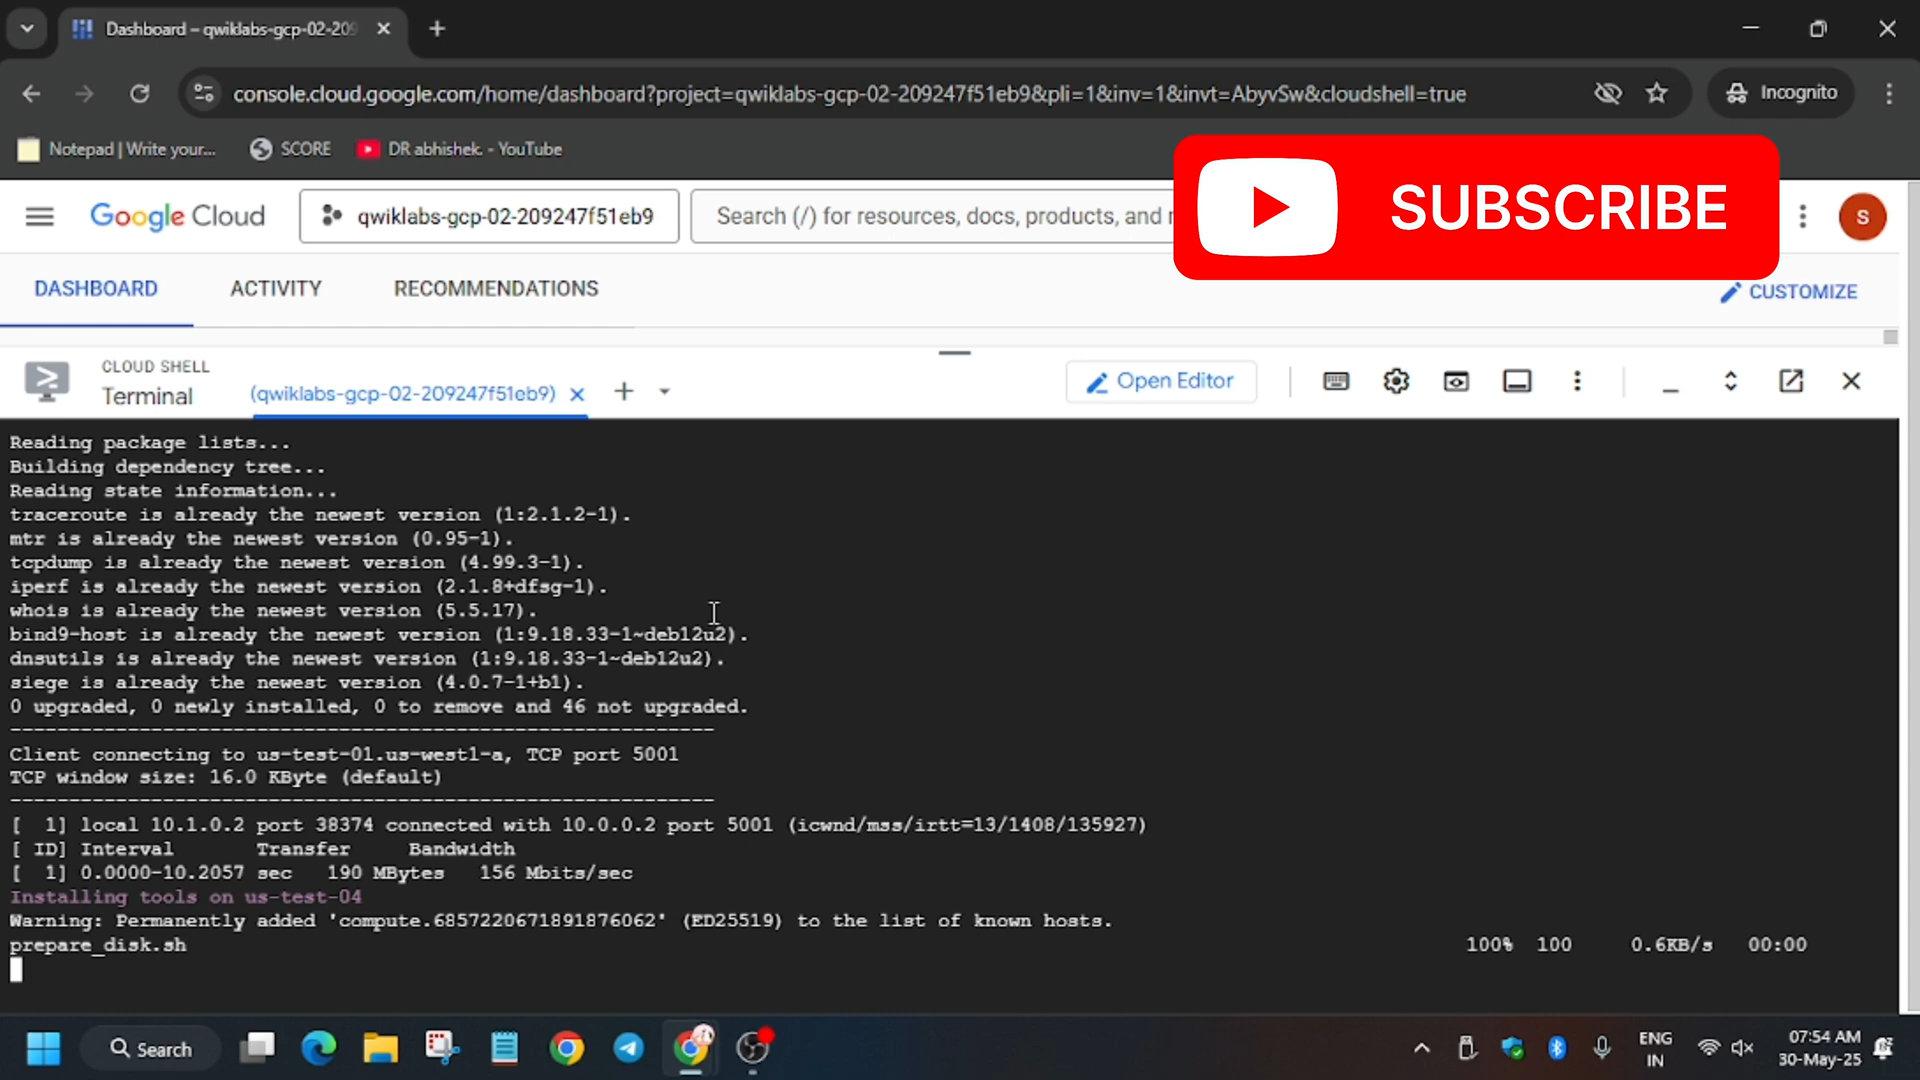 Dashboard – qwiklabs-gcp-02-209
console.cloud.google.com/home/dashboard?project=qwiklabs-gcp-02-209247f51eb9&pli=1&inv=1&invt=AbyvSw&cloudshell=true
Incognito
Notepad | Write your...
SCORE
DR abhishek. - YouTube
Google Cloud
qwiklabs-gcp-02-209247f51eb9
Search (/) for resources, docs, products, and
SUBSCRIBE
S
DASHBOARD
ACTIVITY
RECOMMENDATIONS
CUSTOMIZE
CLOUD SHELL
Terminal
(qwiklabs-gcp-02-209247f51eb9)
Open Editor
Reading package lists...
Building dependency tree...
Reading state information...
traceroute is already the newest version (1:2.1.2-1).
mtr is already the newest version (0.95-1).
tcpdump is already the newest version (4.99.3-1).
iperf is already the newest version (2.1.8+dfsg-1).
whois is already the newest version (5.5.17).
bind9-host is already the newest version (1:9.18.33-1~deb12u2).
dnsutils is already the newest version (1:9.18.33-1~deb12u2).
siege is already the newest version (4.0.7-1+b1).
0 upgraded, 0 newly installed, 0 to remove and 46 not upgraded.
------------------------------------------------------------
Client connecting to us-test-01.us-west1-a, TCP port 5001
TCP window size: 16.0 KByte (default)
------------------------------------------------------------
[  1] local 10.1.0.2 port 38374 connected with 10.0.0.2 port 5001 (icwnd/mss/irtt=13/1408/135927)
[ ID] Interval       Transfer     Bandwidth
[  1] 0.0000-10.2057 sec   190 MBytes   156 Mbits/sec
Installing tools on us-test-04
Warning: Permanently added 'compute.6857220671891876062' (ED25519) to the list of known hosts.
prepare_disk.sh 100% 100 0.6KB/s 00:00
Search
ENG
IN
07:54 AM
30-May-25